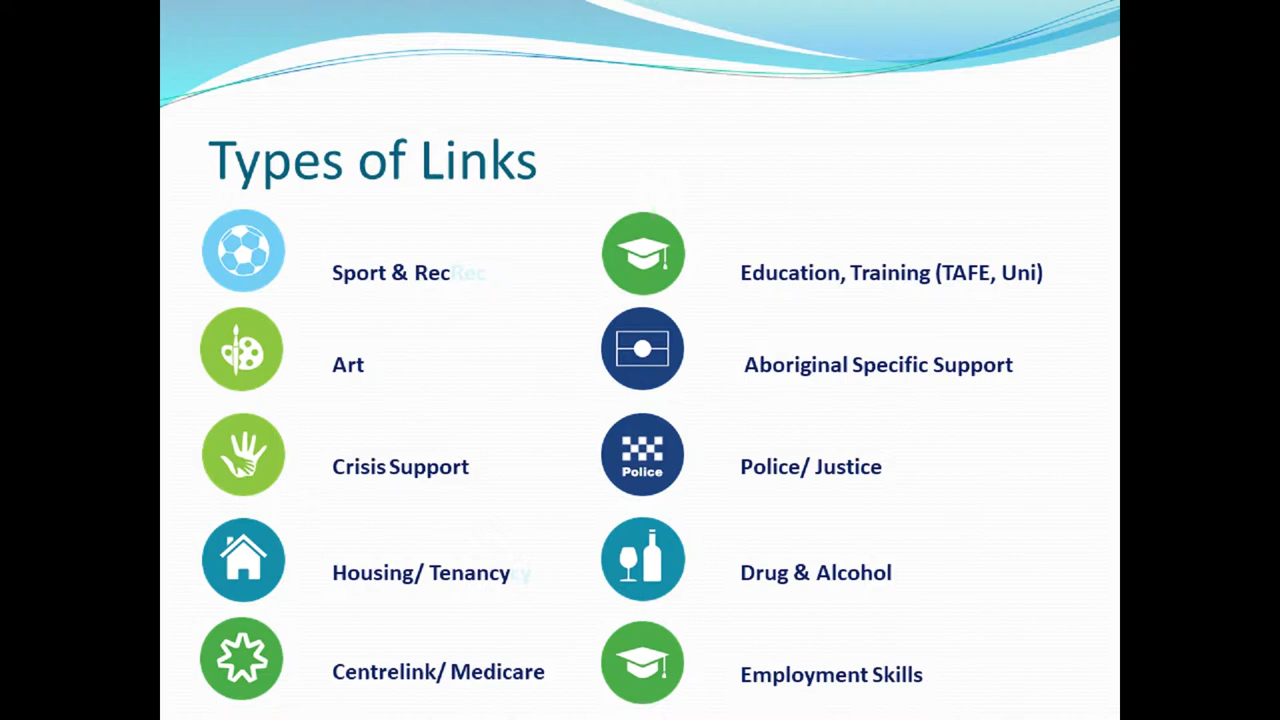 Types of Links
Sport & Rec
Education, Training (TAFE, Uni)
Art
Aboriginal Specific Support
Crisis Support
Police
Police/ Justice
Housing/ Tenancy
Drug & Alcohol
Centrelink/ Medicare
Employment Skills